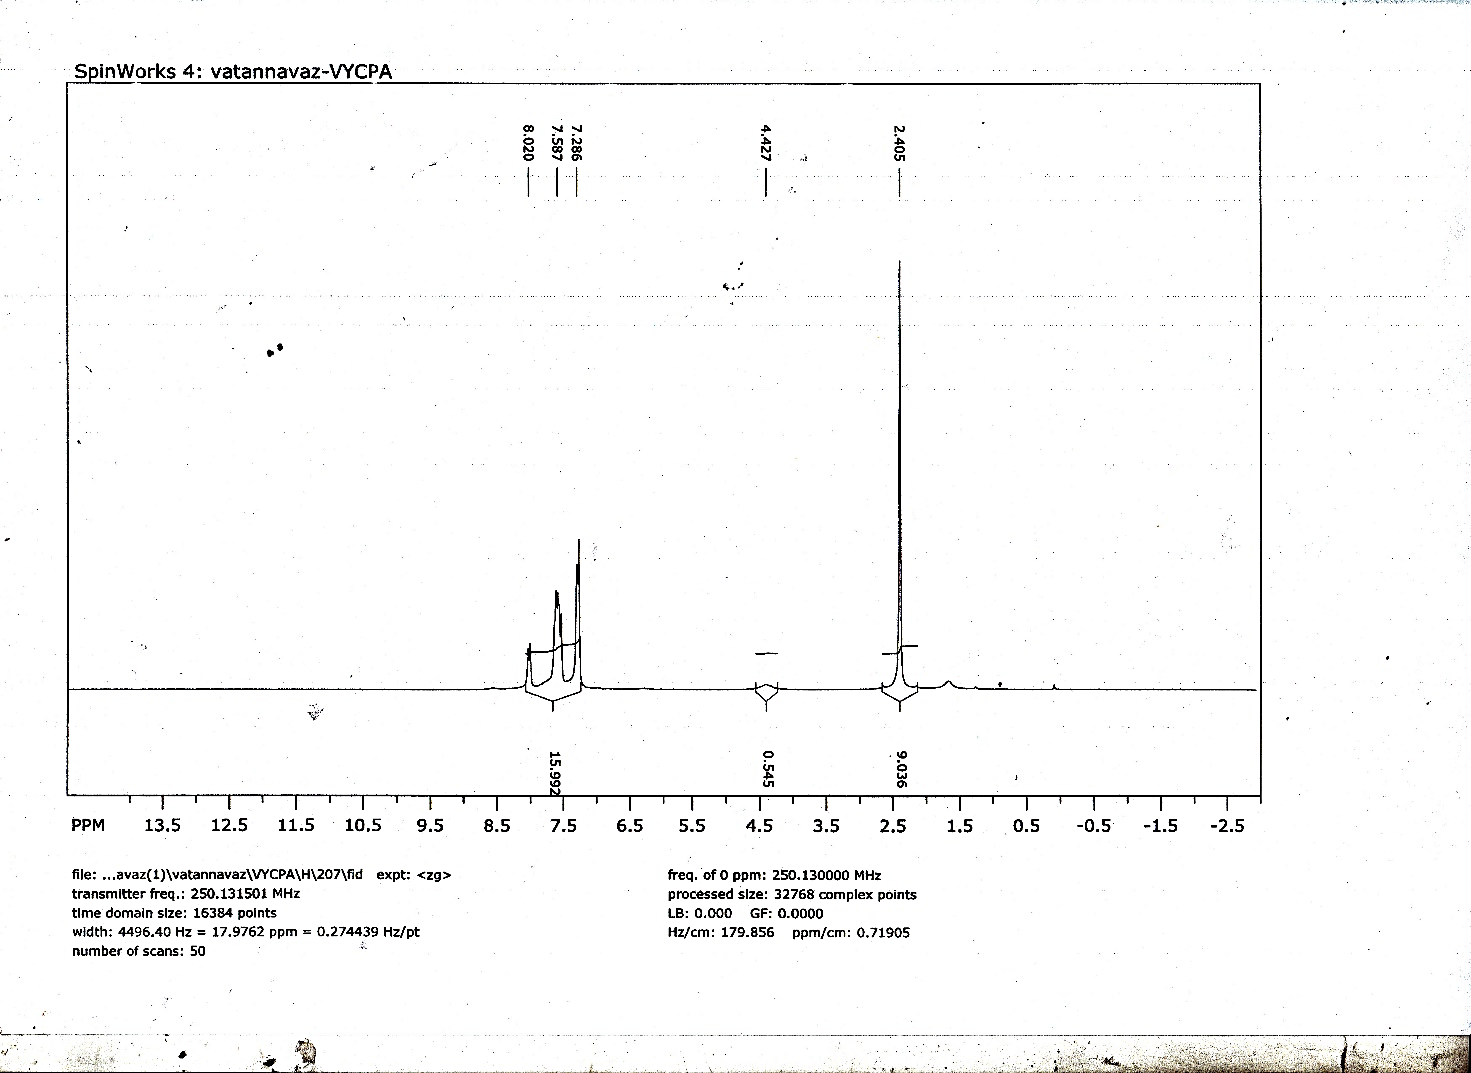 SpinWorks 4: vatannavaz-VYCPA
8.020
7.587
7.286
4.427
2.405
15.992
0.545
9.036
PPM 13.5 12.5 11.5 10.5 9.5 8.5 7.5 6.5 5.5 4.5 3.5 2.5 1.5 0.5 -0.5 -1.5 -2.5
file: ...avaz(1)\vatannavaz\VYCPA\H\207\fid expt: <zg>
transmitter freq.: 250.131501 MHz
time domain size: 16384 points
width: 4496.40 Hz = 17.9762 ppm = 0.274439 Hz/pt
number of scans: 50
freq. of 0 ppm: 250.130000 MHz
processed size: 32768 complex points
LB: 0.000 GF: 0.0000
Hz/cm: 179.856 ppm/cm: 0.71905